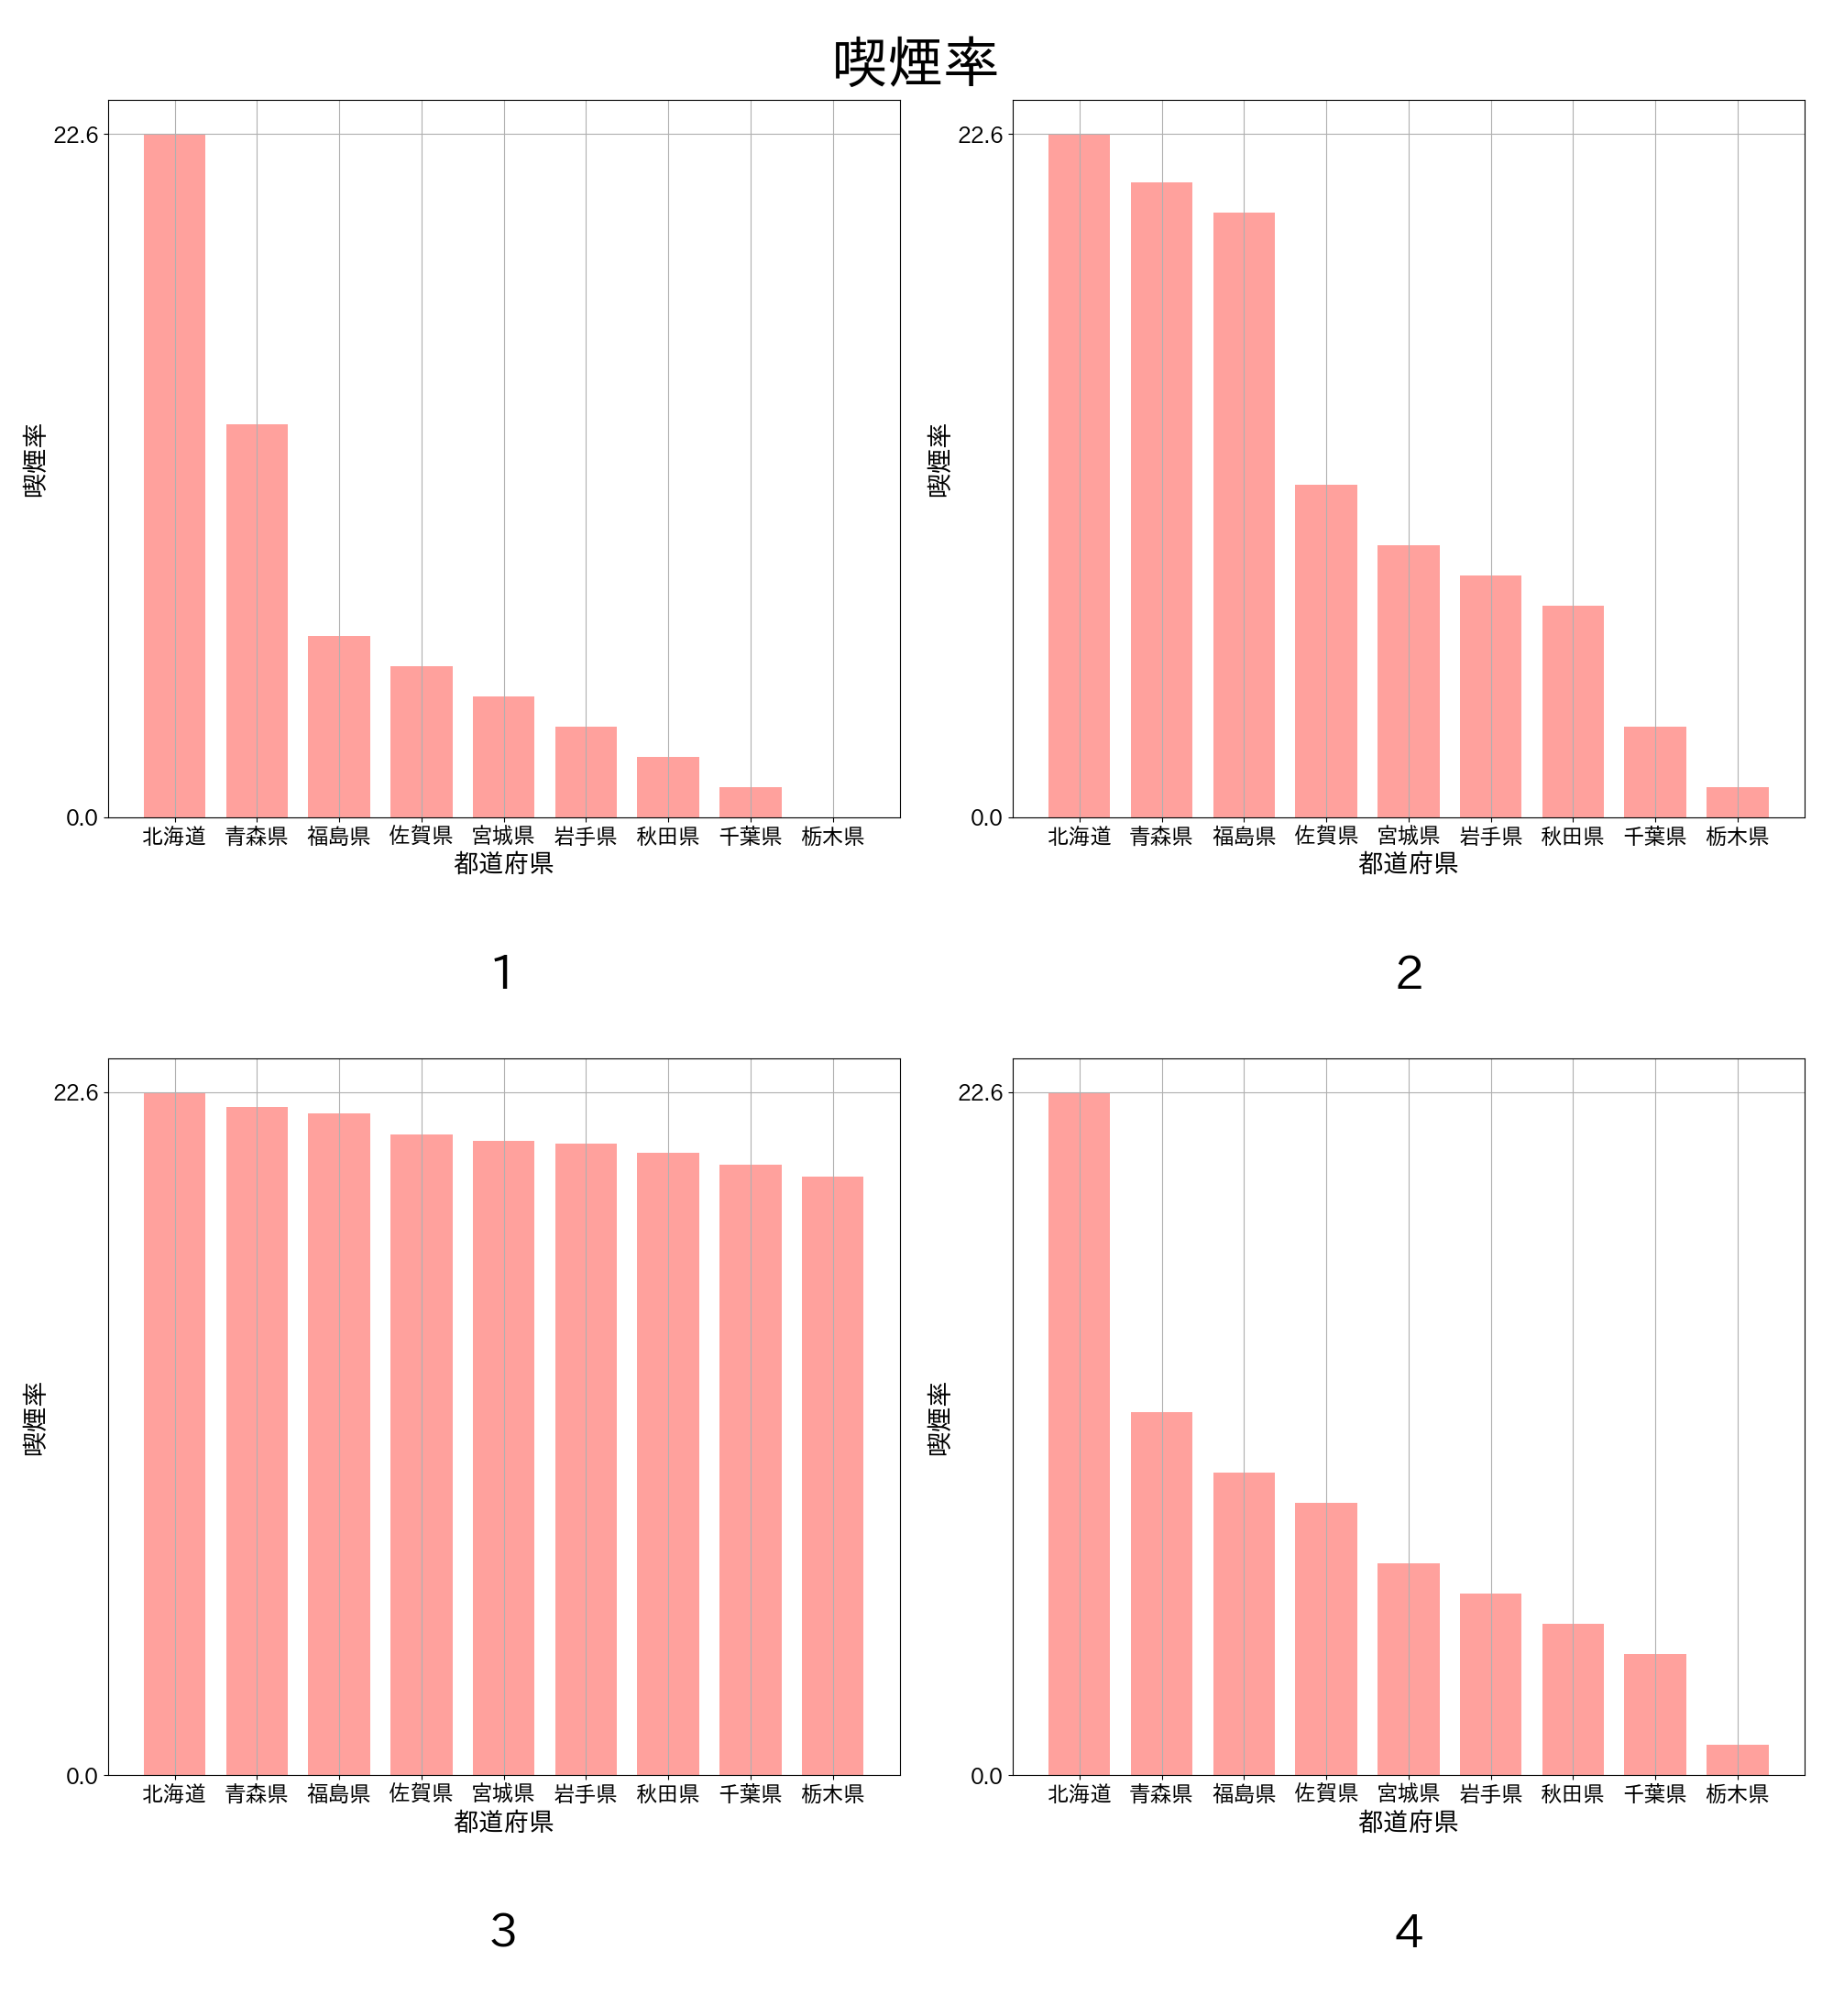 喫煙率
22.6
0.0
喫煙率
北海道 青森県 福島県 佐賀県 宮城県 岩手県 秋田県 千葉県 栃木県
都道府県
1
22.6
0.0
喫煙率
北海道 青森県 福島県 佐賀県 宮城県 岩手県 秋田県 千葉県 栃木県
都道府県
2
22.6
0.0
喫煙率
北海道 青森県 福島県 佐賀県 宮城県 岩手県 秋田県 千葉県 栃木県
都道府県
3
22.6
0.0
喫煙率
北海道 青森県 福島県 佐賀県 宮城県 岩手県 秋田県 千葉県 栃木県
都道府県
4